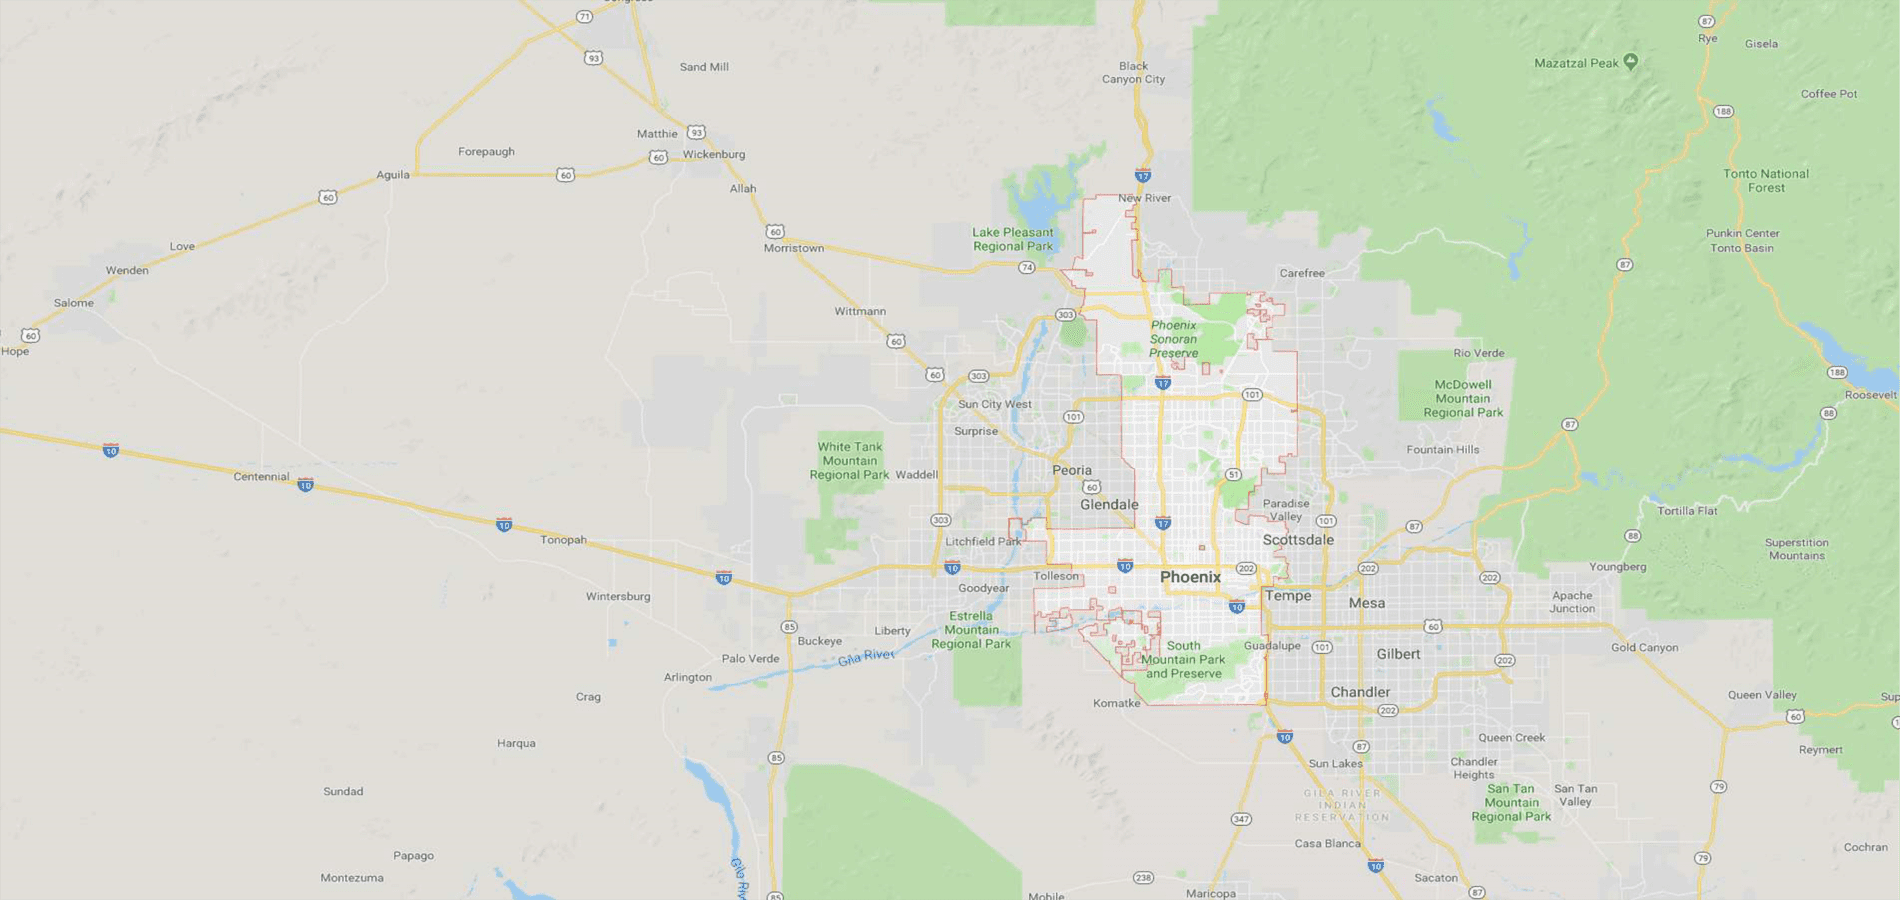 71
93
Sand Mill
Black
Canyon City
87
Rye
Gisela
Mazatzal Peak
Coffee Pot
188
Matthie
93
Forepaugh
60
Wickenburg
Aguila
60
17
Tonto National
Forest
Allah
60
New River
Lake Pleasant
Regional Park
60
Morristown
Punkin Center
Tonto Basin
Love
Wenden
74
Carefree
87
Salome
Wittmann
303
Phoenix
Sonoran
Preserve
60
Hope
60
Rio Verde
60
303
17
188
McDowell
Mountain
Regional Park
Roosevelt
101
Sun City West
101
88
87
Surprise
10
White Tank
Mountain
Regional Park
Waddell
Fountain Hills
Peoria
Centennial
10
51
60
Glendale
Paradise
Valley
Tortilla Flat
10
303
17
101
87
Tonopah
Litchfield Park
Scottsdale
88
Superstition
Mountains
10
10
Tolleson
10
Phoenix
202
202
Youngberg
202
Goodyear
Wintersburg
Tempe
Mesa
Apache
Junction
10
Estrella
Mountain
Regional Park
85
Buckeye
Liberty
60
Gila River
South
Mountain Park
and Preserve
Guadalupe
101
Gilbert
202
Gold Canyon
Palo Verde
Arlington
Crag
Komatke
Chandler
202
Queen Valley
60
Sup
1
Harqua
85
10
87
Queen Creek
Reymert
Sun Lakes
Chandler
Heights
Sundad
GILA RIVER
INDIAN
RESERVATION
San Tan
Mountain
Regional Park
San Tan
Valley
79
347
Casa Blanca
Cochran
Papago
Gila Riv
10
79
Montezuma
238
Sacaton
85
Mobile
Maricopa
87